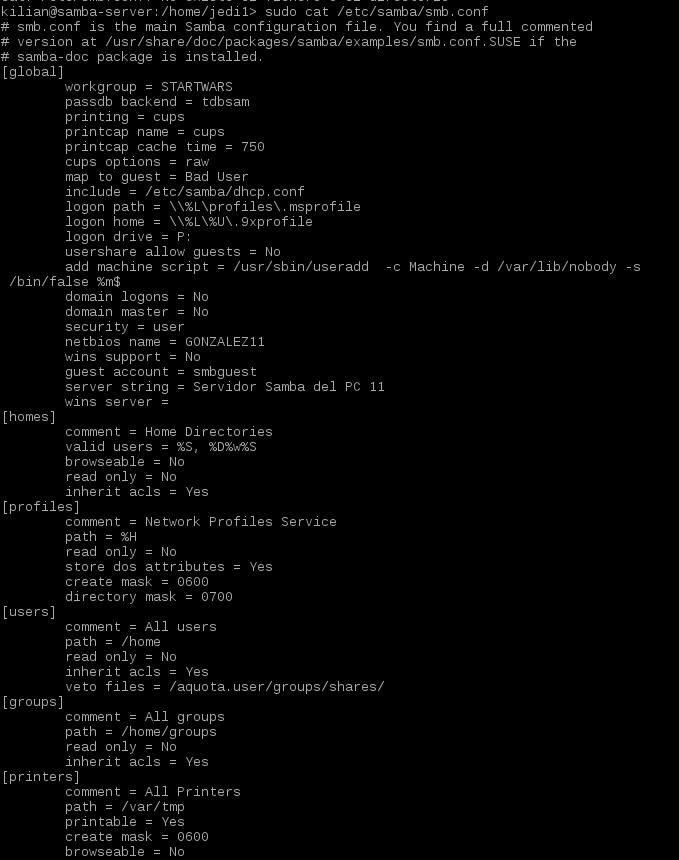 kilian@samba-server:/home/jedi1> sudo cat /etc/samba/smb.conf
# smb.conf is the main Samba configuration file. You find a full commented
# version at /usr/share/doc/packages/samba/examples/smb.conf.SUSE if the
# samba-doc package is installed.
[global]
        workgroup = STARTWARS
        passdb backend = tdbsam
        printing = cups
        printcap name = cups
        printcap cache time = 750
        cups options = raw
        map to guest = Bad User
        include = /etc/samba/dhcp.conf
        logon path = \\%L\profiles\.msprofile
        logon home = \\%L\%U\.9xprofile
        logon drive = P:
        usershare allow guests = No
        add machine script = /usr/sbin/useradd  -c Machine -d /var/lib/nobody -s
 /bin/false %m$
        domain logons = No
        domain master = No
        security = user
        netbios name = GONZALEZ11
        wins support = No
        guest account = smbguest
        server string = Servidor Samba del PC 11
        wins server =
[homes]
        comment = Home Directories
        valid users = %S, %D%w%S
        browseable = No
        read only = No
        inherit acls = Yes
[profiles]
        comment = Network Profiles Service
        path = %H
        read only = No
        store dos attributes = Yes
        create mask = 0600
        directory mask = 0700
[users]
        comment = All users
        path = /home
        read only = No
        inherit acls = Yes
        veto files = /aquota.user/groups/shares/
[groups]
        comment = All groups
        path = /home/groups
        read only = No
        inherit acls = Yes
[printers]
        comment = All Printers
        path = /var/tmp
        printable = Yes
        create mask = 0600
        browseable = No